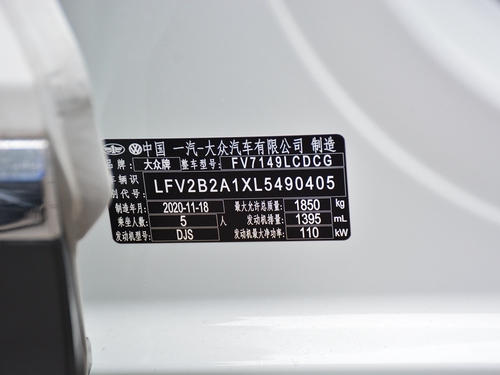 中国 一汽-大众汽车有限公司 制造
品牌: 大众牌 整车型号: FV7149LCDCG
车辆识别代号: LFV2B2A1XL5490405
制造年月: 2020-11-18 最大允许总质量: 1850 kg
乘坐人数: 5 人 发动机排量: 1395 mL
发动机型号: DJS 发动机最大净功率: 110 kW